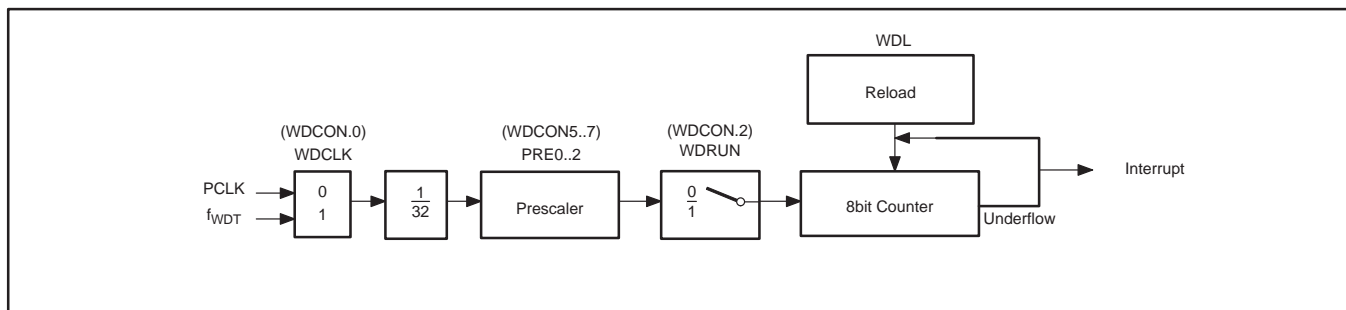 WDL
Reload
(WDCON.0)
WDCLK
(WDCON5..7)
PRE0..2
(WDCON.2)
WDRUN
PCLK
fWDT
0
1
1
32
Prescaler
0
1
8bit Counter
Underflow
Interrupt